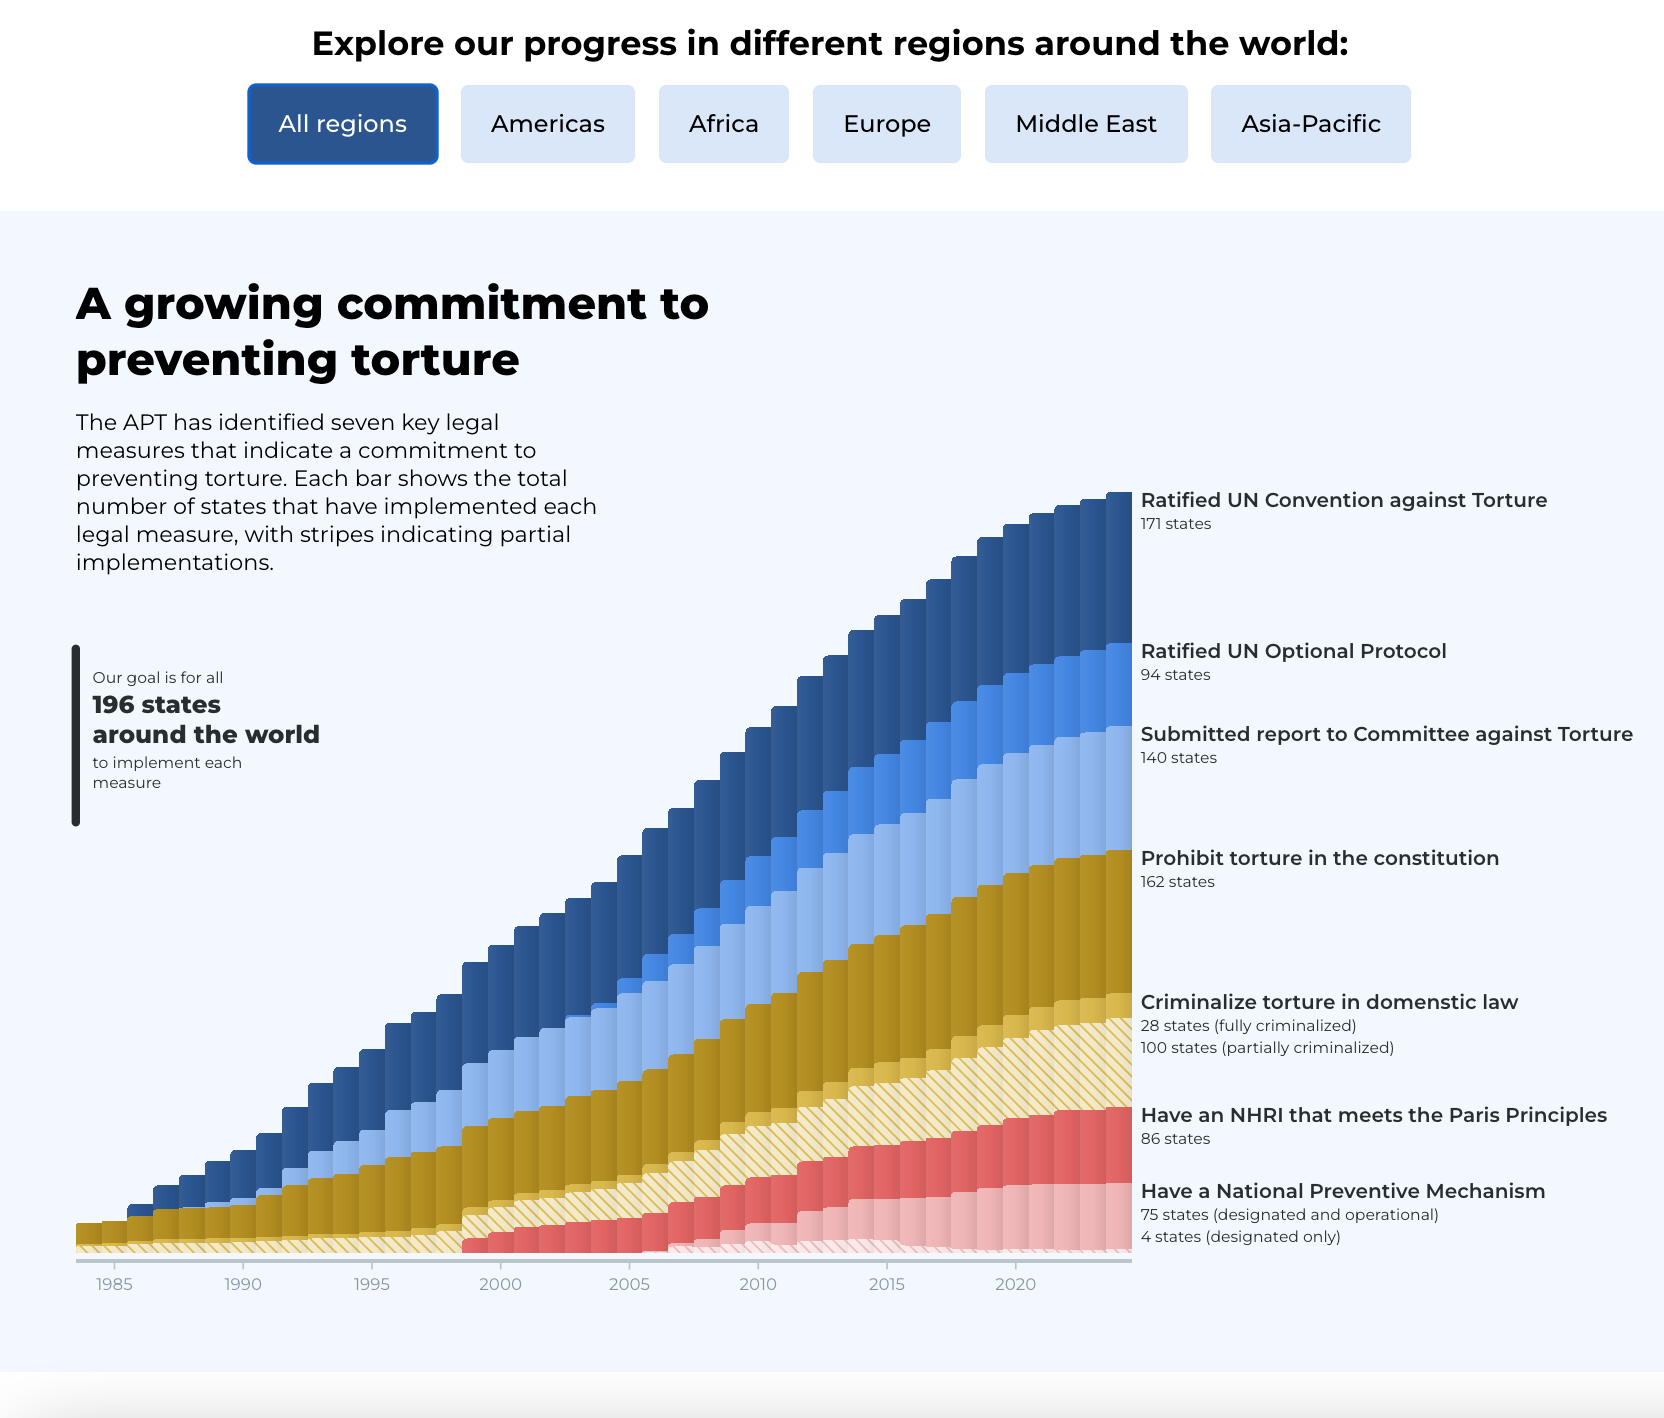 Explore our progress in different regions around the world:
All regions
Americas
Africa
Europe
Middle East
Asia-Pacific
A growing commitment to
preventing torture
The APT has identified seven key legal
measures that indicate a commitment to
preventing torture. Each bar shows the total
number of states that have implemented each
legal measure, with stripes indicating partial
implementations.
Our goal is for all
196 states
around the world
to implement each
measure
Ratified UN Convention against Torture
171 states
Ratified UN Optional Protocol
94 states
Submitted report to Committee against Torture
140 states
Prohibit torture in the constitution
162 states
Criminalize torture in domenstic law
28 states (fully criminalized)
100 states (partially criminalized)
Have an NHRI that meets the Paris Principles
86 states
Have a National Preventive Mechanism
75 states (designated and operational)
4 states (designated only)
1985
1990
1995
2000
2005
2010
2015
2020